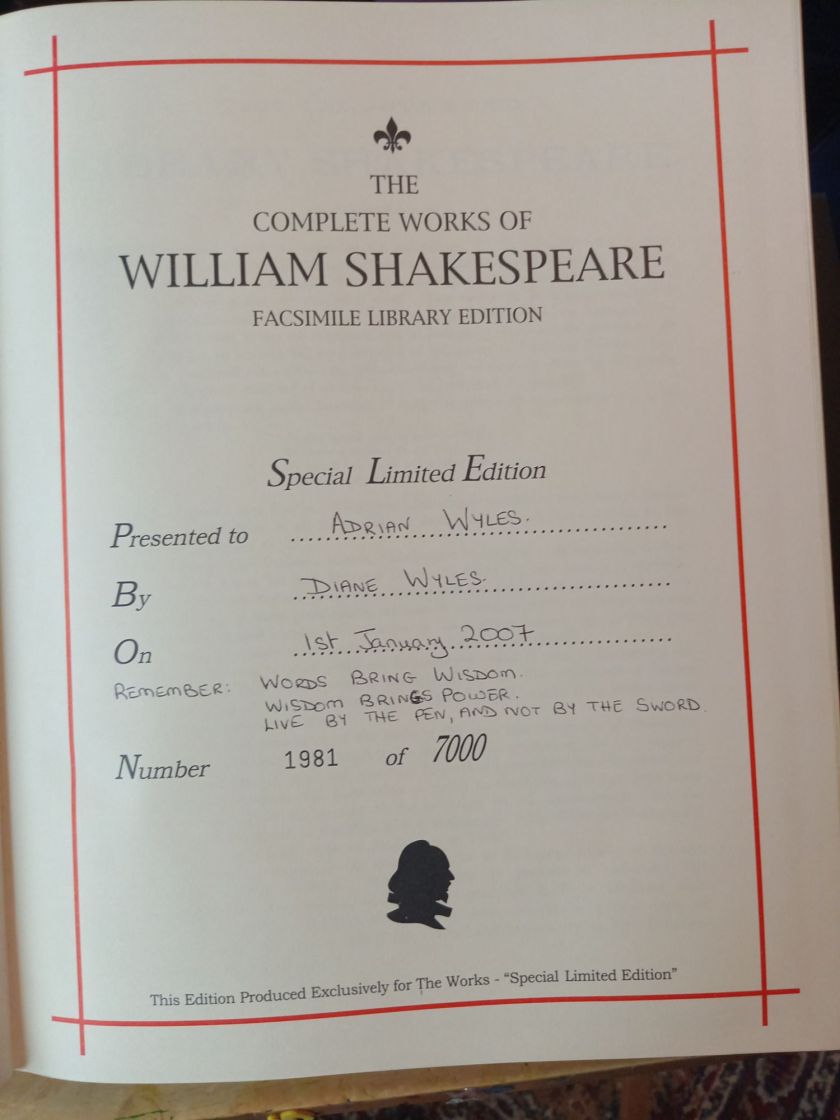 THE
COMPLETE WORKS OF
WILLIAM SHAKESPEARE
FACSIMILE LIBRARY EDITION
Special Limited Edition
Presented to ADRIAN WYLES.
By DIANE WYLES.
On 1st January 2007
REMEMBER: WORDS BRING WISDOM.
WISDOM BRINGS POWER.
LIVE BY THE PEN, AND NOT BY THE SWORD.
Number 1981 of 7000
This Edition Produced Exclusively for The Works - “Special Limited Edition”